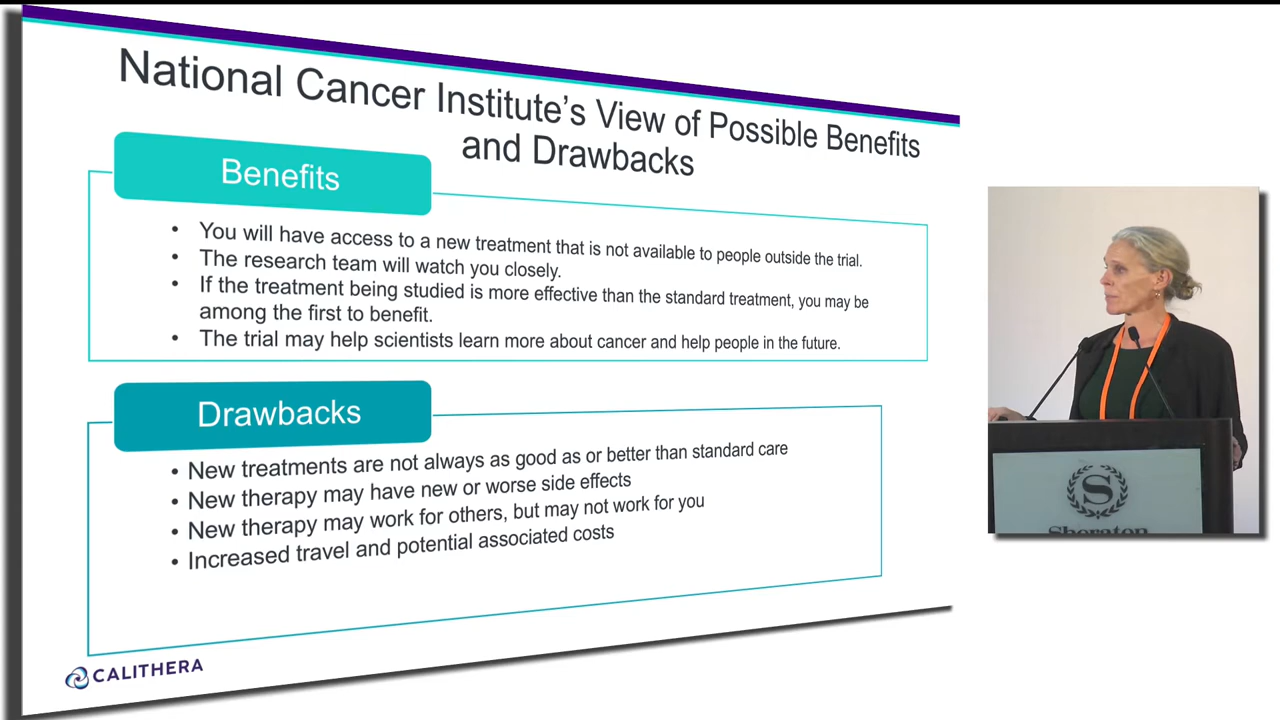 National Cancer Institute's View of Possible Benefits
and Drawbacks
Benefits
• You will have access to a new treatment that is not available to people outside the trial.
• The research team will watch you closely.
• If the treatment being studied is more effective than the standard treatment, you may be
among the first to benefit.
• The trial may help scientists learn more about cancer and help people in the future.
Drawbacks
• New treatments are not always as good as or better than standard care
• New therapy may have new or worse side effects
• New therapy may work for others, but may not work for you
• Increased travel and potential associated costs
CALITHERA
S
Sheraton